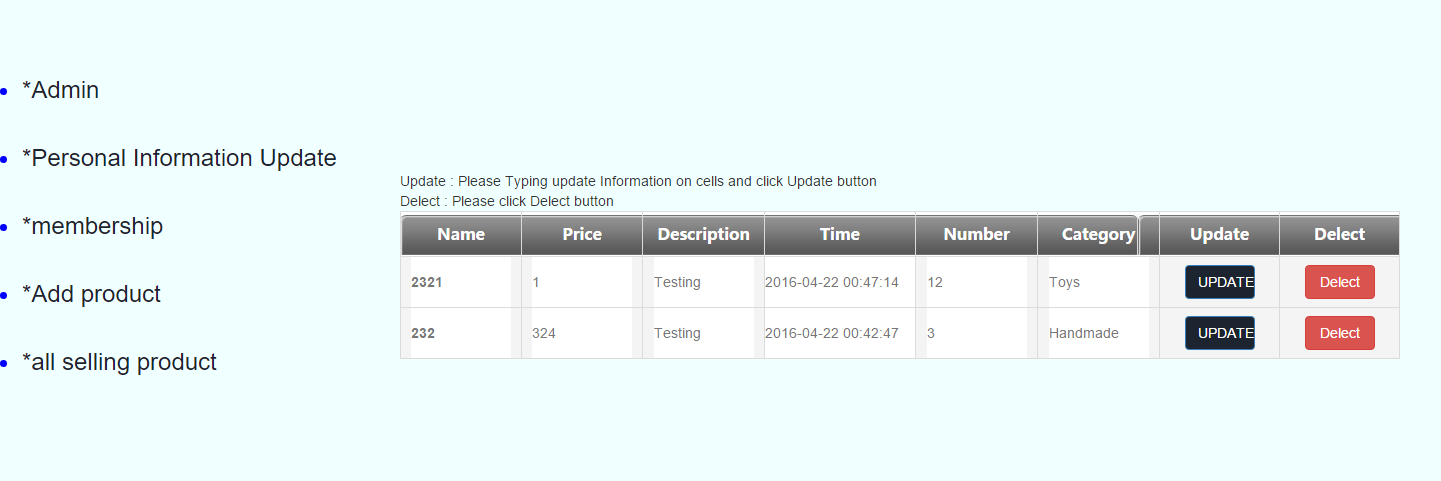 *Admin
*Personal Information Update
*membership
*Add product
*all selling product
Update : Please Typing update Information on cells and click Update button
Delect : Please click Delect button
Name Price Description Time Number Category Update Delect
2321 1 Testing 2016-04-22 00:47:14 12 Toys UPDATE Delect
232 324 Testing 2016-04-22 00:42:47 3 Handmade UPDATE Delect